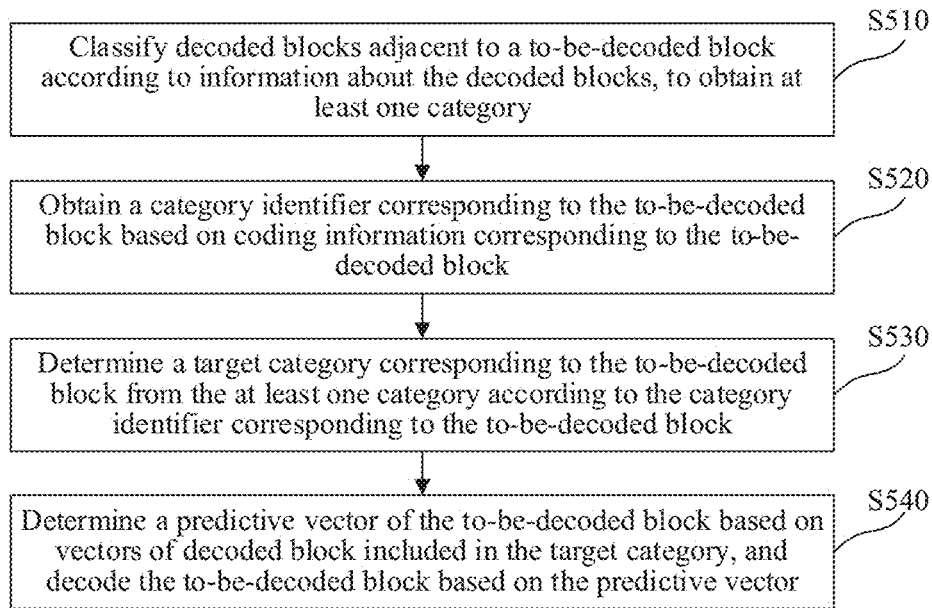 S510
Classify decoded blocks adjacent to a to-be-decoded block
according to information about the decoded blocks, to obtain at
least one category
S520
Obtain a category identifier corresponding to the to-be-decoded
block based on coding information corresponding to the to-be-
decoded block
S530
Determine a target category corresponding to the to-be-decoded
block from the at least one category according to the category
identifier corresponding to the to-be-decoded block
S540
Determine a predictive vector of the to-be-decoded block based on
vectors of decoded block included in the target category, and
decode the to-be-decoded block based on the predictive vector